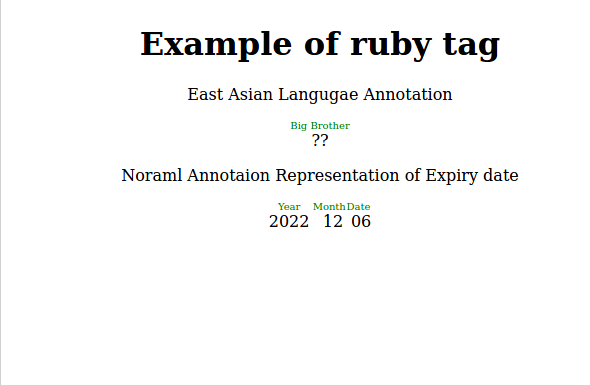 Example of ruby tag
East Asian Langugae Annotation
Big Brother
??
Noraml Annotaion Representation of Expiry date
Year Month Date
2022 12 06